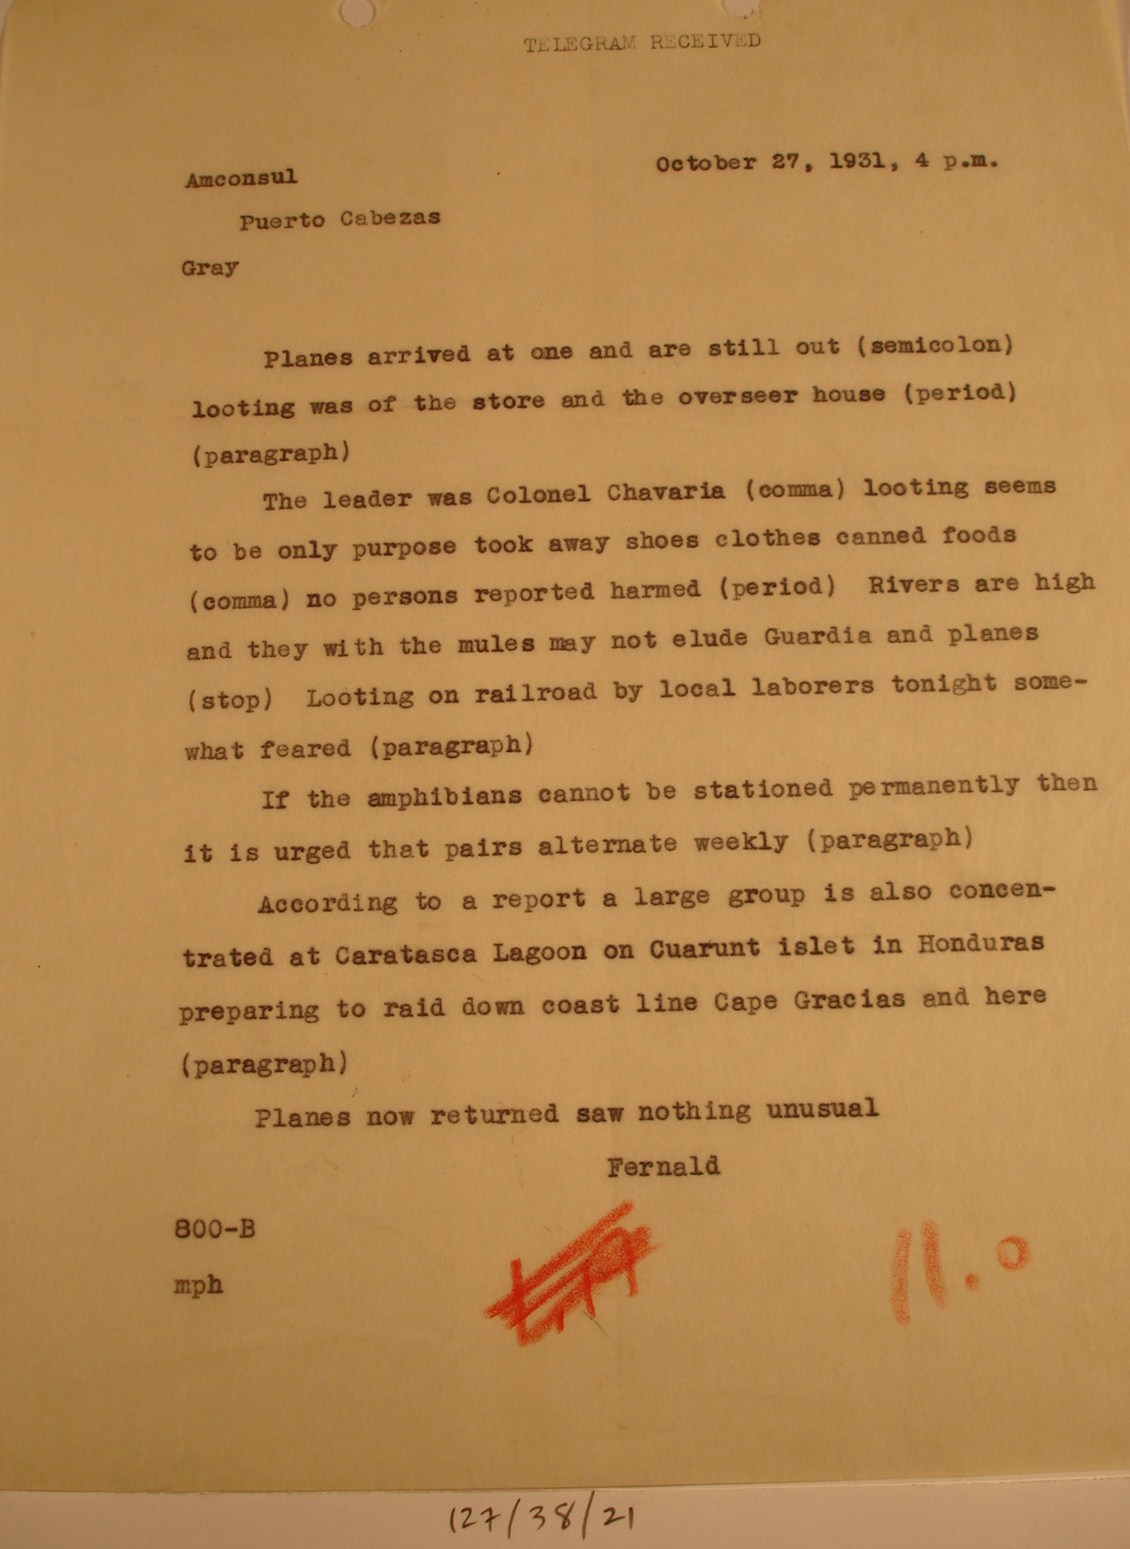 TELEGRAM RECEIVED
October 27, 1931, 4 p.m.
Amconsul
Puerto Cabezas
Gray
Planes arrived at one and are still out (semicolon)
looting was of the store and the overseer house (period)
(paragraph)
The leader was Colonel Chavaria (comma) looting seems
to be only purpose took away shoes clothes canned foods
(comma) no persons reported harmed (period) Rivers are high
and they with the mules may not elude Guardia and planes
(stop) Looting on railroad by local laborers tonight some-
what feared (paragraph)
If the amphibians cannot be stationed permanently then
it is urged that pairs alternate weekly (paragraph)
According to a report a large group is also concen-
trated at Caratasca Lagoon on Cuarunt islet in Honduras
preparing to raid down coast line Cape Gracias and here
(paragraph)
Planes now returned saw nothing unusual
Fernald
800-B
mph
11.0
127/38/21